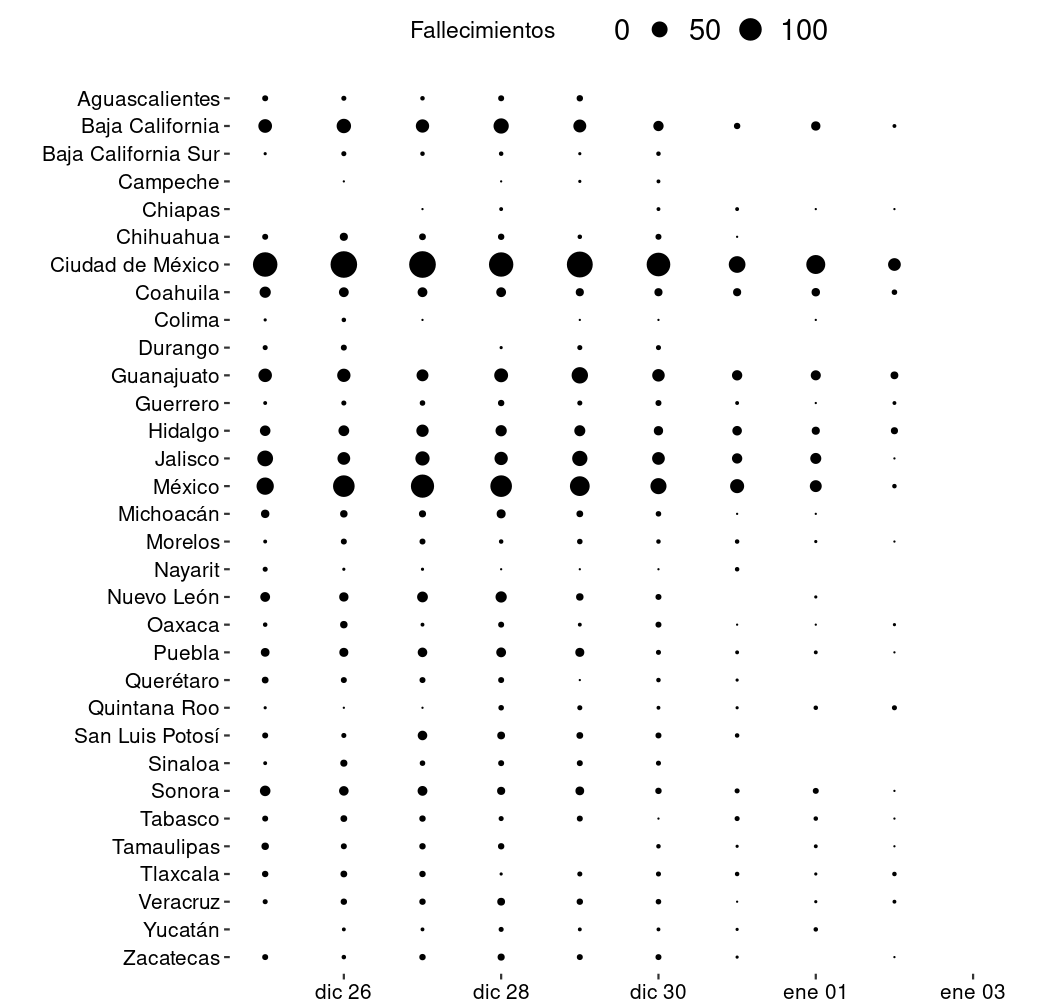 Fallecimientos 0 50 100
Aguascalientes
Baja California
Baja California Sur
Campeche
Chiapas
Chihuahua
Ciudad de México
Coahuila
Colima
Durango
Guanajuato
Guerrero
Hidalgo
Jalisco
México
Michoacán
Morelos
Nayarit
Nuevo León
Oaxaca
Puebla
Querétaro
Quintana Roo
San Luis Potosí
Sinaloa
Sonora
Tabasco
Tamaulipas
Tlaxcala
Veracruz
Yucatán
Zacatecas
dic 26 dic 28 dic 30 ene 01 ene 03